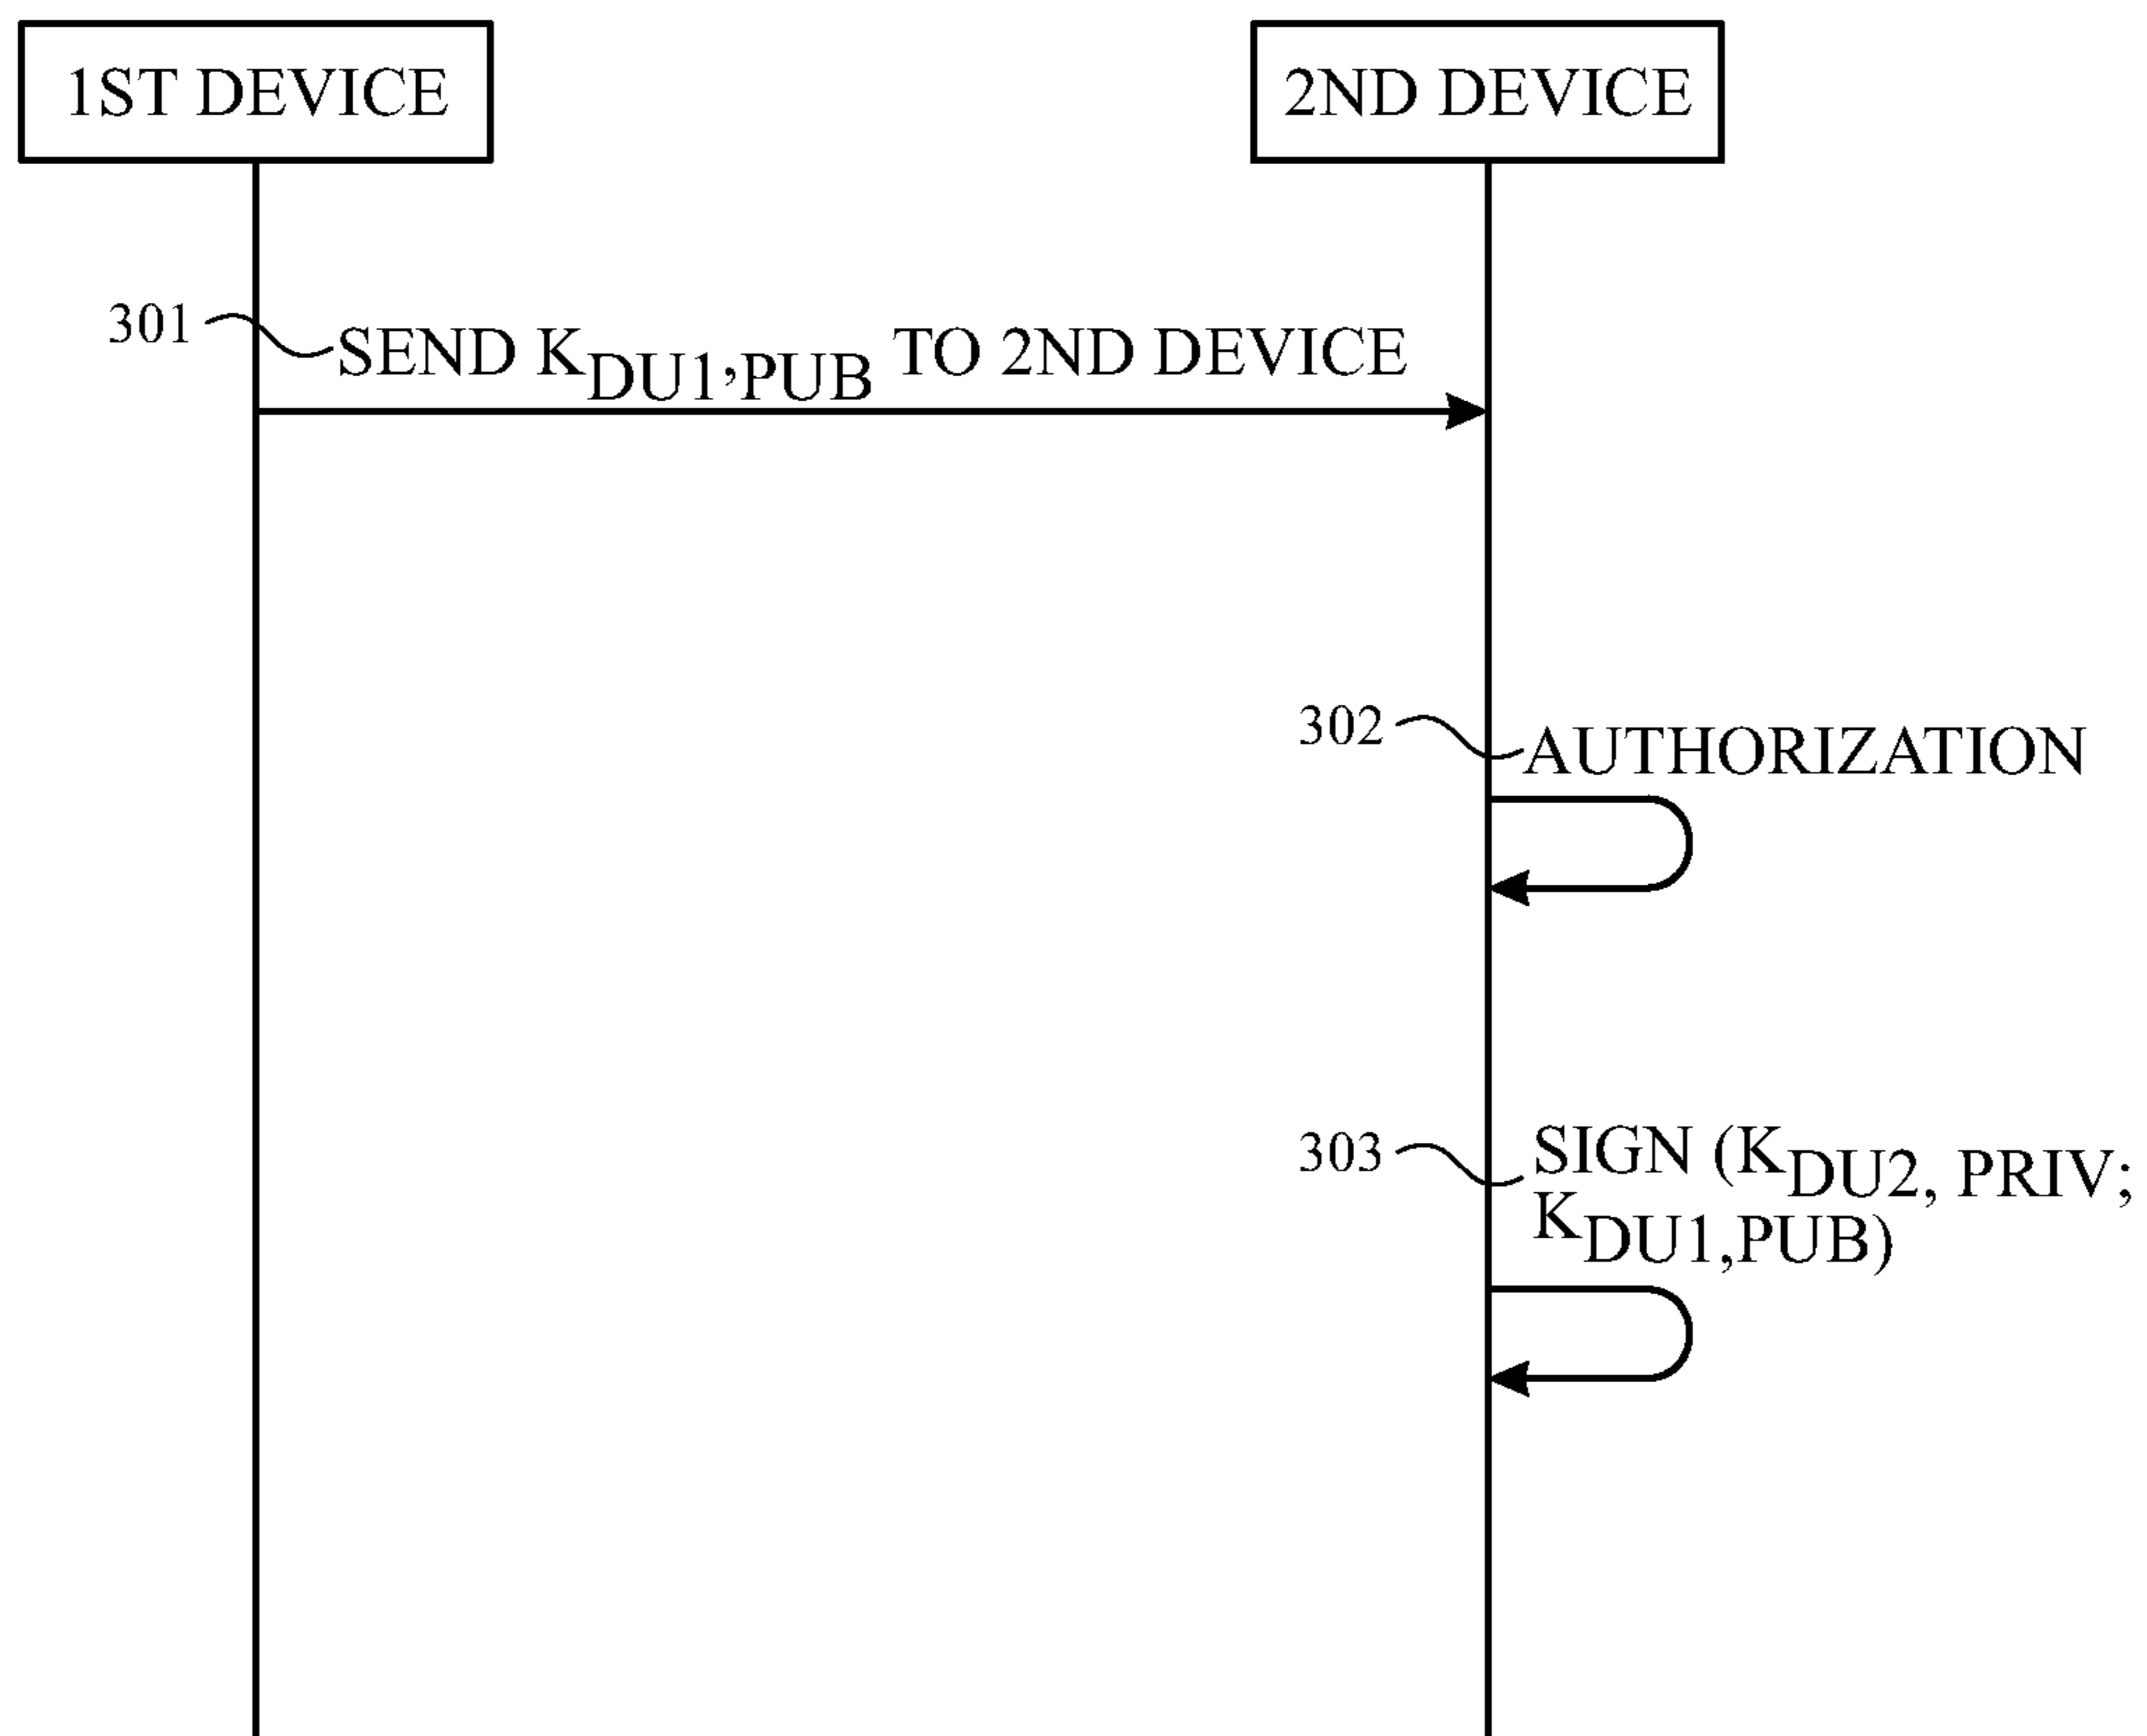 1ST DEVICE
2ND DEVICE
301
SEND KDU1,PUB TO 2ND DEVICE
302
AUTHORIZATION
303
SIGN (KDU2, PRIV;
KDU1,PUB)